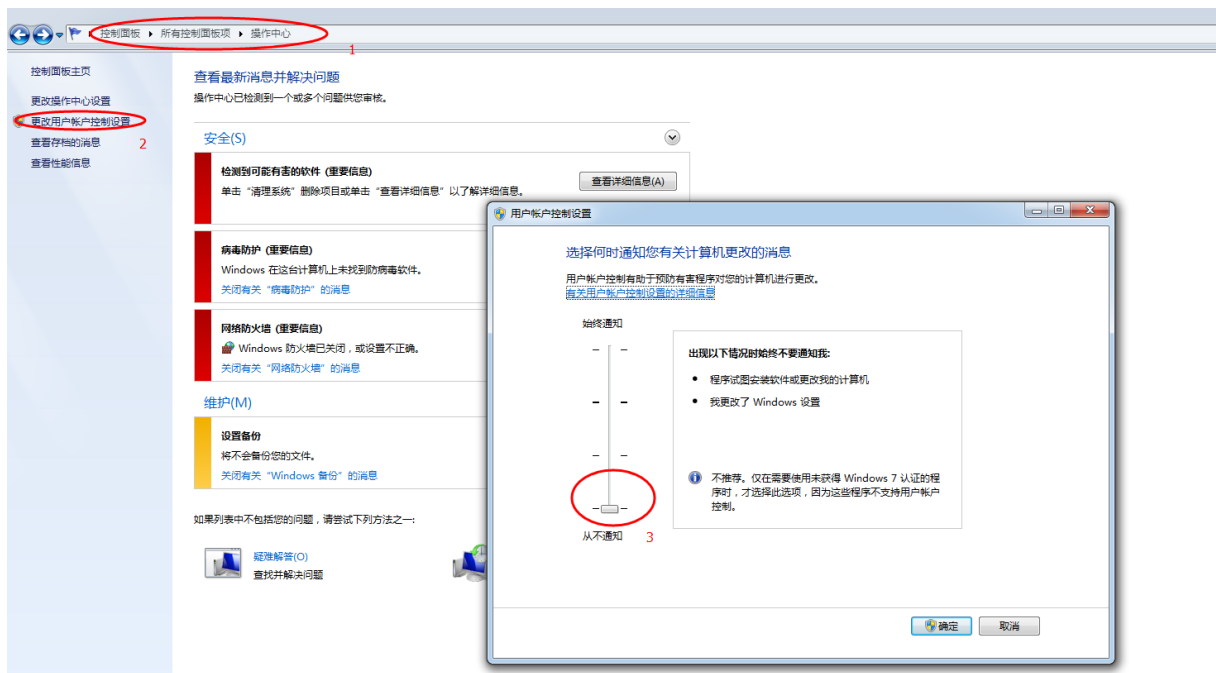 控制面板 ▸ 所有控制面板项 ▸ 操作中心
1
控制面板主页
更改操作中心设置
更改用户帐户控制设置
2
查看存档的消息
查看性能信息
查看最新消息并解决问题
操作中心已检测到一个或多个问题供您审核。
安全(S)
检测到可能有害的软件 (重要信息)
单击“清理系统”删除项目或单击“查看详细信息”以了解详细信息。
查看详细信息(A)
病毒防护 (重要信息)
Windows 在这台计算机上未找到防病毒软件。
关闭有关“病毒防护”的消息
网络防火墙 (重要信息)
Windows 防火墙已关闭，或设置不正确。
关闭有关“网络防火墙”的消息
维护(M)
设置备份
将不会备份您的文件。
关闭有关“Windows 备份”的消息
如果列表中不包括您的问题，请尝试下列方法之一:
疑难解答(O)
查找并解决问题
用户帐户控制设置
选择何时通知您有关计算机更改的消息
用户帐户控制有助于预防有害程序对您的计算机进行更改。
有关用户帐户控制设置的详细信息
始终通知
出现以下情况时始终不要通知我:
• 程序试图安装软件或更改我的计算机
• 我更改了 Windows 设置
不推荐。仅在需要使用未获得 Windows 7 认证的程
序时，才选择此选项，因为这些程序不支持用户帐户
控制。
从不通知
3
确定
取消